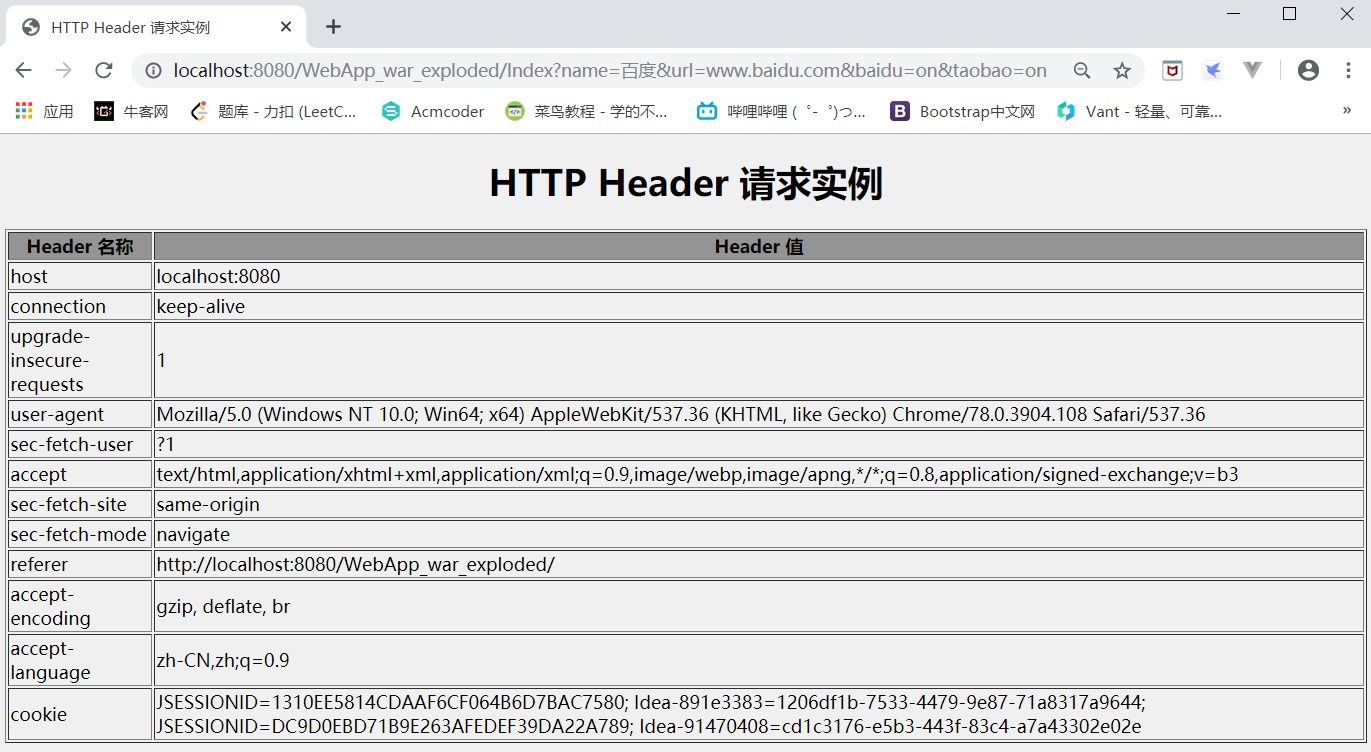 HTTP Header 请求实例
localhost:8080/WebApp_war_exploded/Index?name=百度&url=www.baidu.com&baidu=on&taobao=on
应用 牛客网 题库 - 力扣 (LeetC... Acmcoder 菜鸟教程 - 学的不... 哔哩哔哩 ( ゜- ゜)つ... Bootstrap中文网 Vant - 轻量、可靠... »
HTTP Header 请求实例
Header 名称 Header 值
host localhost:8080
connection keep-alive
upgrade-
insecure- 1
requests
user-agent Mozilla/5.0 (Windows NT 10.0; Win64; x64) AppleWebKit/537.36 (KHTML, like Gecko) Chrome/78.0.3904.108 Safari/537.36
sec-fetch-user ?1
accept text/html,application/xhtml+xml,application/xml;q=0.9,image/webp,image/apng,*/*;q=0.8,application/signed-exchange;v=b3
sec-fetch-site same-origin
sec-fetch-mode navigate
referer http://localhost:8080/WebApp_war_exploded/
accept-
encoding gzip, deflate, br
accept-
language zh-CN,zh;q=0.9
cookie JSESSIONID=1310EE5814CDAAF6CF064B6D7BAC7580; Idea-891e3383=1206df1b-7533-4479-9e87-71a8317a9644;
JSESSIONID=DC9D0EBD71B9E263AFEDEF39DA22A789; Idea-91470408=cd1c3176-e5b3-443f-83c4-a7a43302e02e